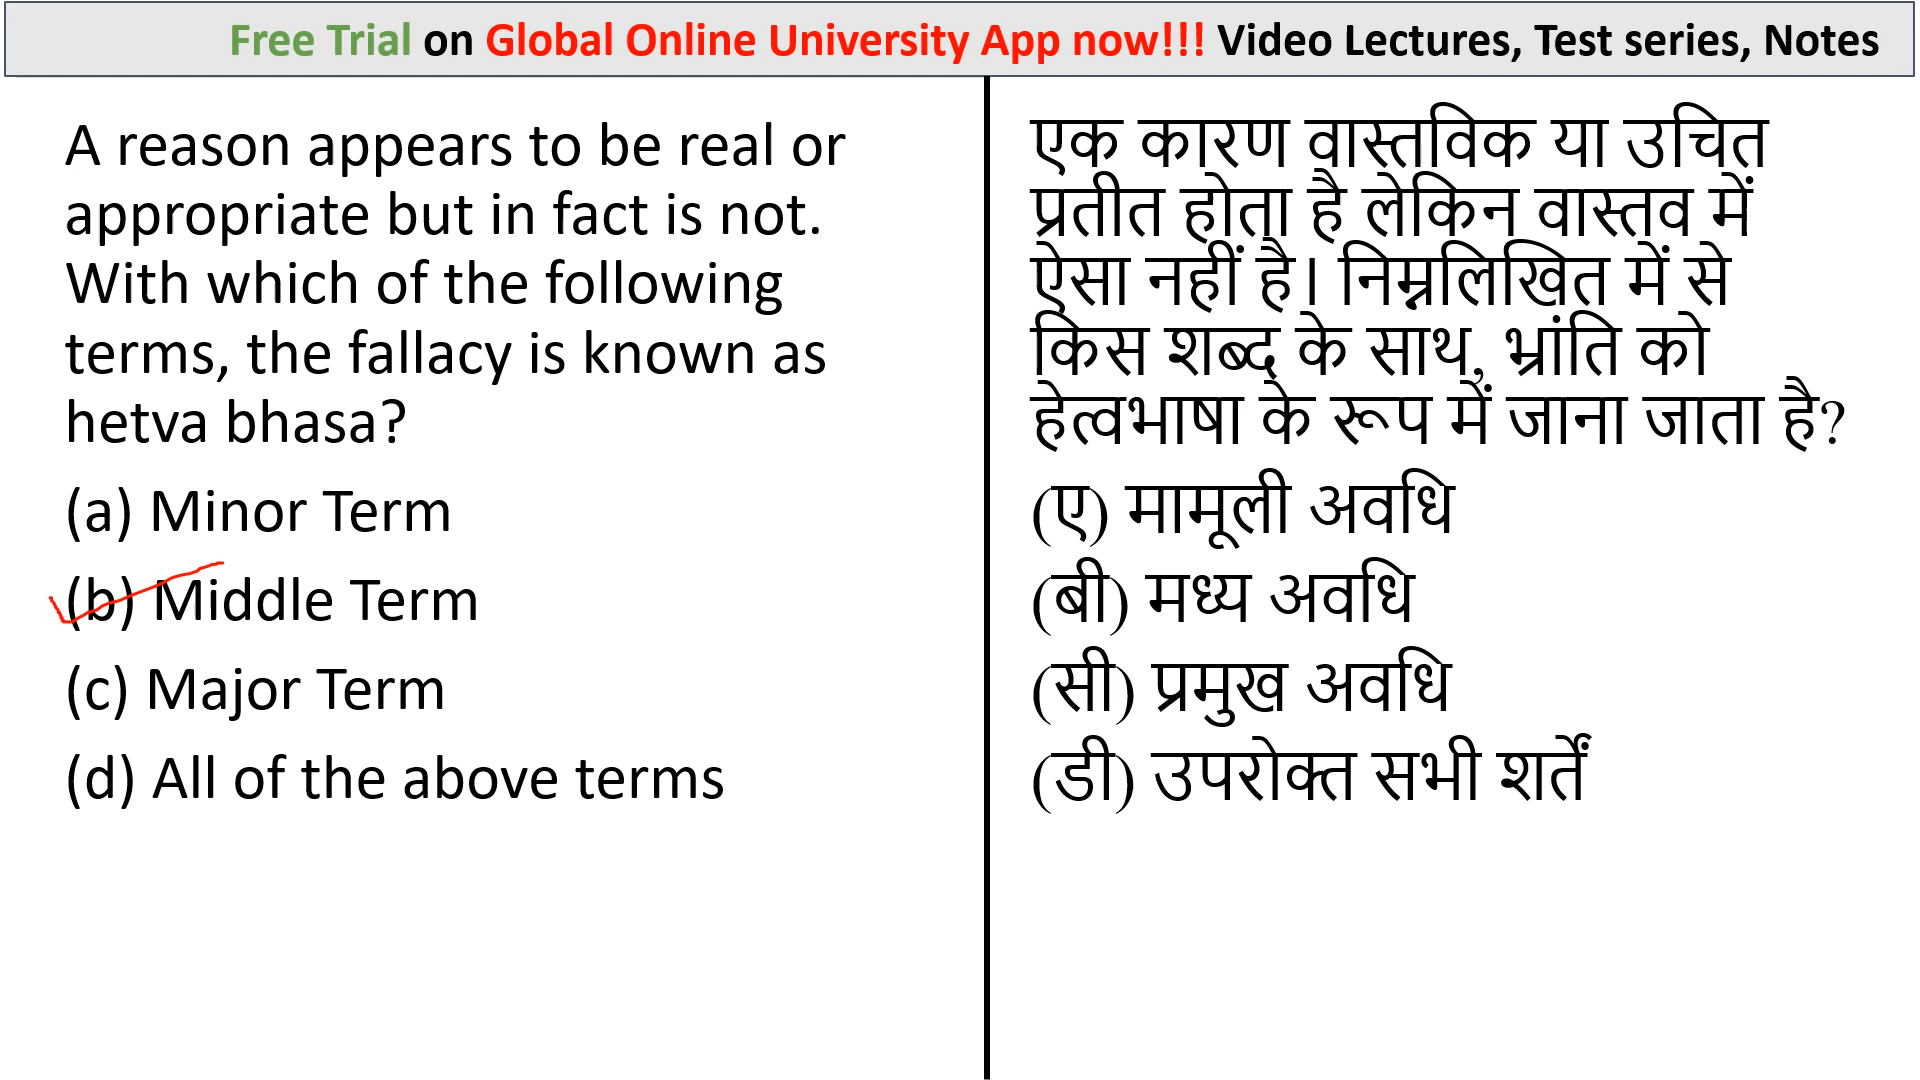 Free Trial on Global Online University App now!!! Video Lectures, Test series, Notes
A reason appears to be real or
appropriate but in fact is not.
With which of the following
terms, the fallacy is known as
hetva bhasa?
(a) Minor Term
(b) Middle Term
(c) Major Term
(d) All of the above terms
एक कारण वास्तविक या उचित
प्रतीत होता है लेकिन वास्तव में
ऐसा नहीं है। निम्नलिखित में से
किस शब्द के साथ, भ्रांति को
हेत्वभाषा के रूप में जाना जाता है?
(ए) मामूली अवधि
(बी) मध्य अवधि
(सी) प्रमुख अवधि
(डी) उपरोक्त सभी शर्तें